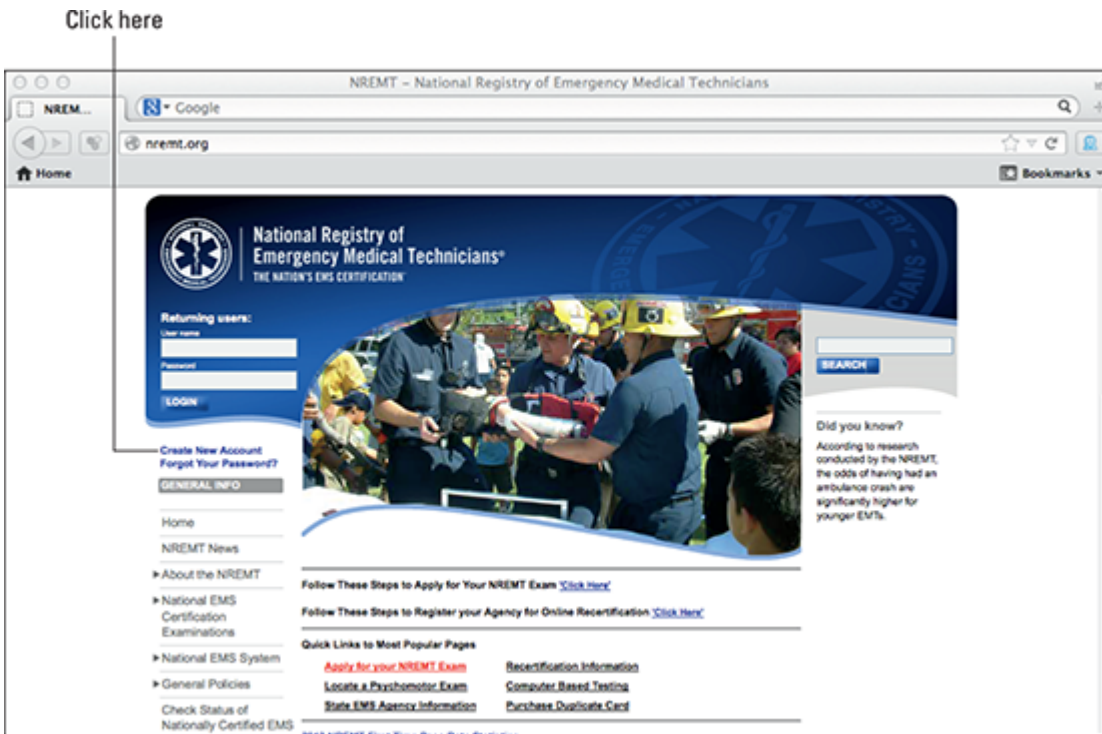 Click here
NREMT – National Registry of Emergency Medical Technicians
NREM...
Google
nremt.org
Home
Bookmarks
National Registry of
Emergency Medical Technicians®
THE NATION'S EMS CERTIFICATION
Returning users:
User name
Password
LOGIN
SEARCH
Create New Account
Forgot Your Password?
GENERAL INFO
Home
NREMT News
About the NREMT
National EMS
Certification
Examinations
National EMS System
General Policies
Check Status of
Nationally Certified EMS
Did you know?
According to research
conducted by the NREMT,
the odds of having had an
ambulance crash are
significantly higher for
younger EMTs.
Follow These Steps to Apply for Your NREMT Exam 'Click Here'
Follow These Steps to Register your Agency for Online Recertification 'Click Here'
Quick Links to Most Popular Pages
Apply for your NREMT Exam Recertification Information
Locate a Psychomotor Exam Computer Based Testing
State EMS Agency Information Purchase Duplicate Card